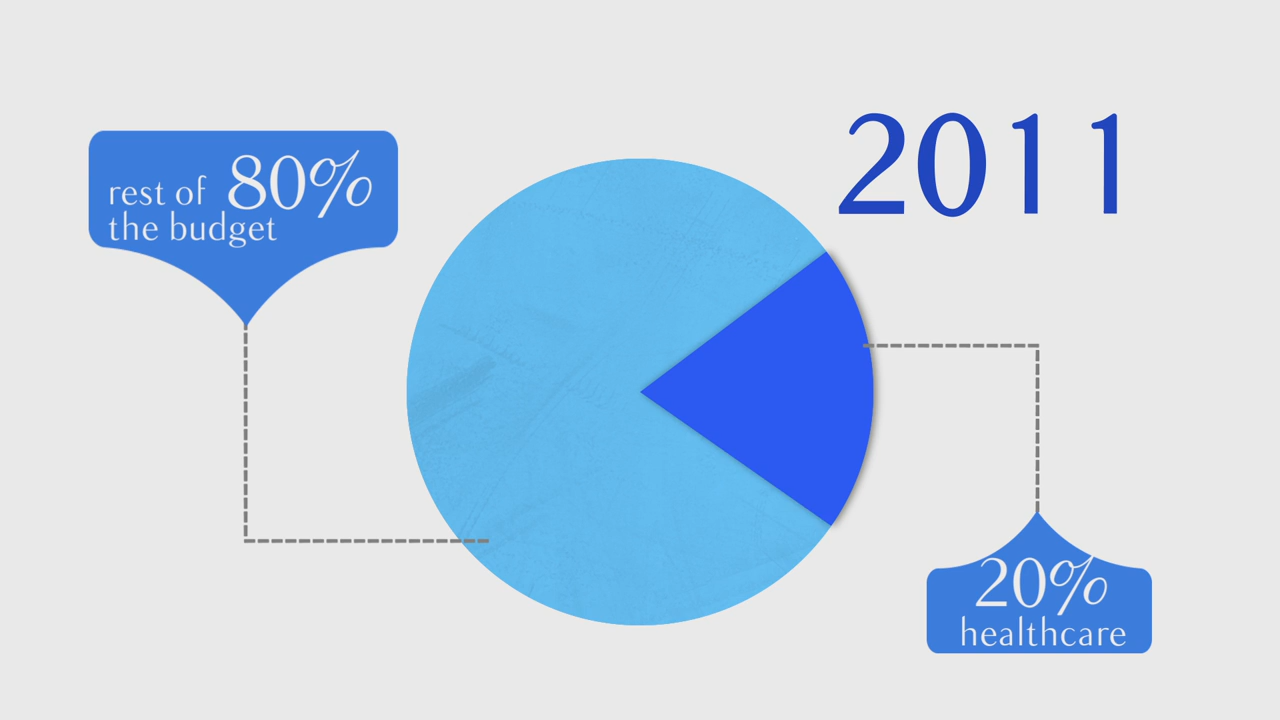 2011
rest of 80%
the budget
20%
healthcare